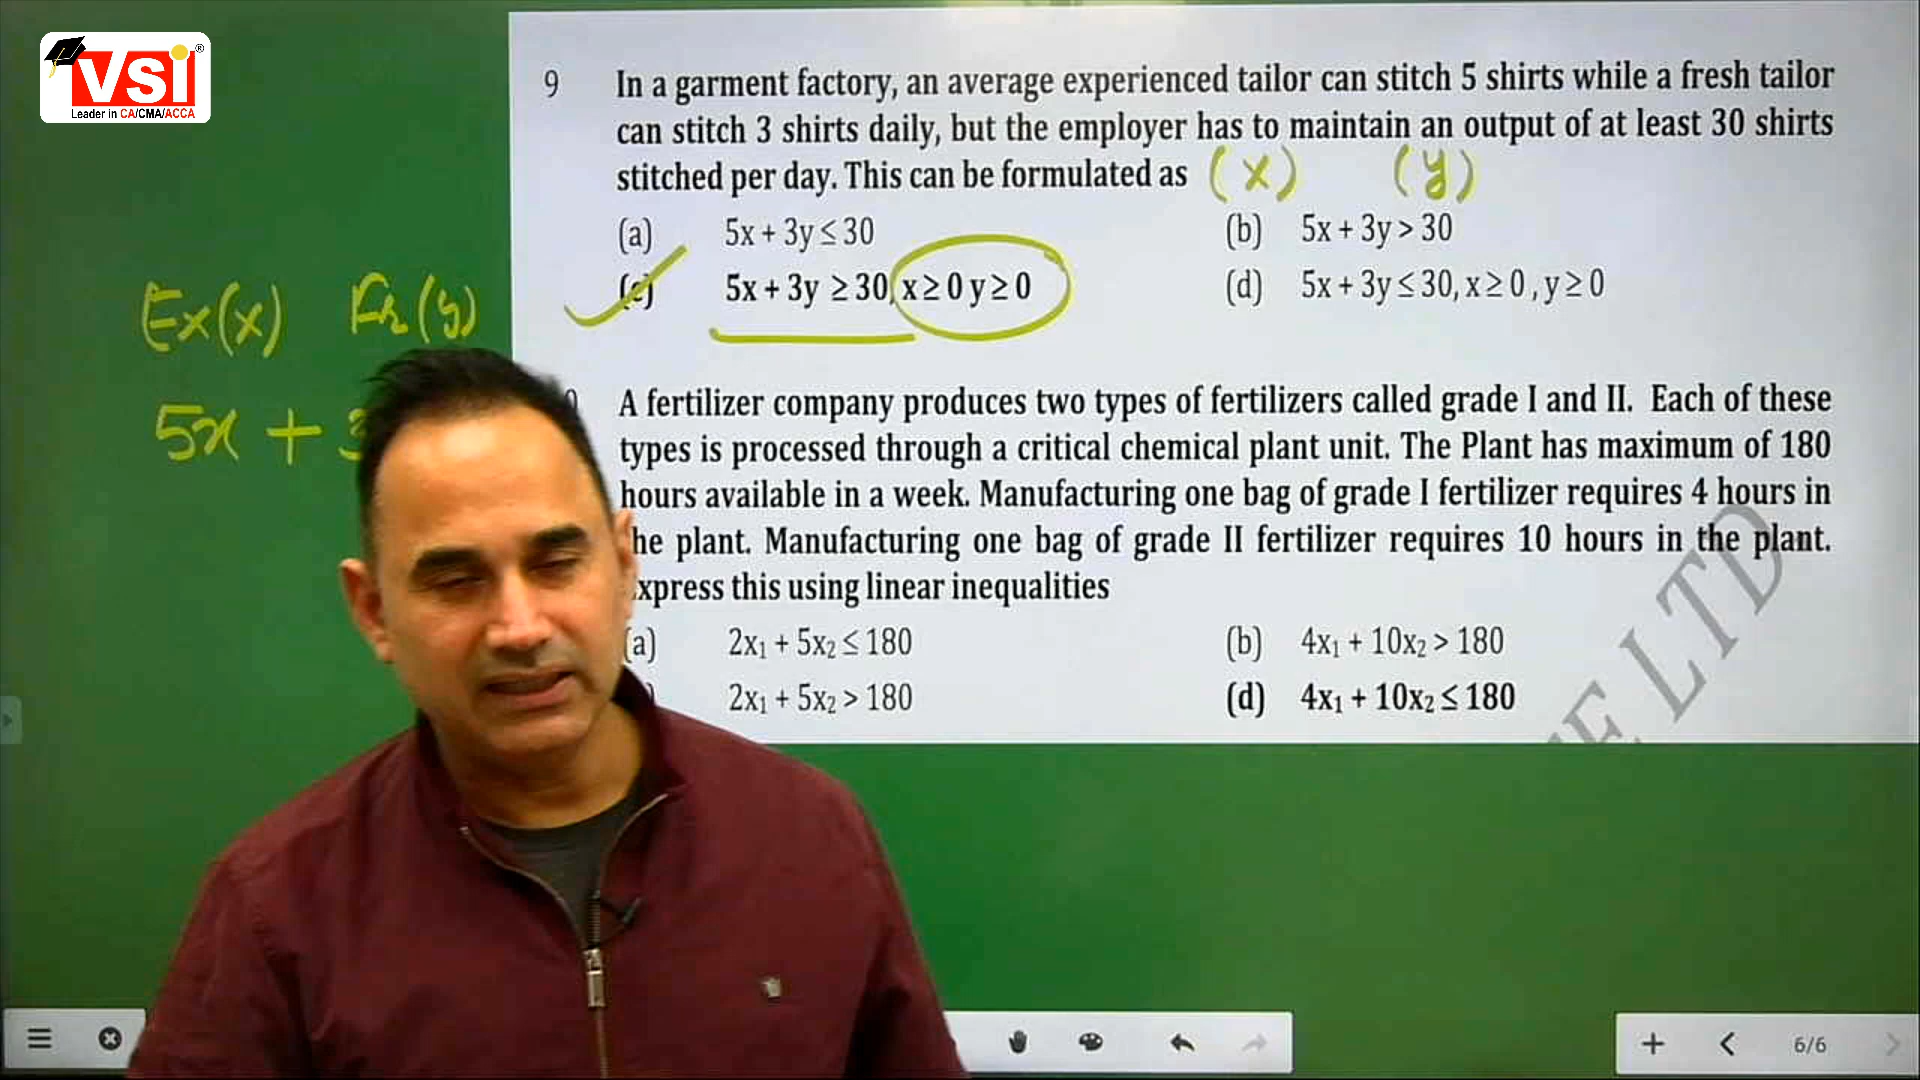 VSI®
Leader in CA/CMA/ACCA
9 In a garment factory, an average experienced tailor can stitch 5 shirts while a fresh tailor
can stitch 3 shirts daily, but the employer has to maintain an output of at least 30 shirts
stitched per day. This can be formulated as (x) (y)
(a) 5x + 3y ≤ 30 (b) 5x + 3y > 30
(c) 5x + 3y ≥ 30, x ≥ 0 y ≥ 0 (d) 5x + 3y ≤ 30, x ≥ 0 , y ≥ 0
Ex(x) Fr(y)
5x + 3
A fertilizer company produces two types of fertilizers called grade I and II. Each of these
types is processed through a critical chemical plant unit. The Plant has maximum of 180
hours available in a week. Manufacturing one bag of grade I fertilizer requires 4 hours in
he plant. Manufacturing one bag of grade II fertilizer requires 10 hours in the plant.
xpress this using linear inequalities
(a) 2x₁ + 5x₂ ≤ 180 (b) 4x₁ + 10x₂ > 180
2x₁ + 5x₂ > 180 (d) 4x₁ + 10x₂ ≤ 180
E LTD.
6/6